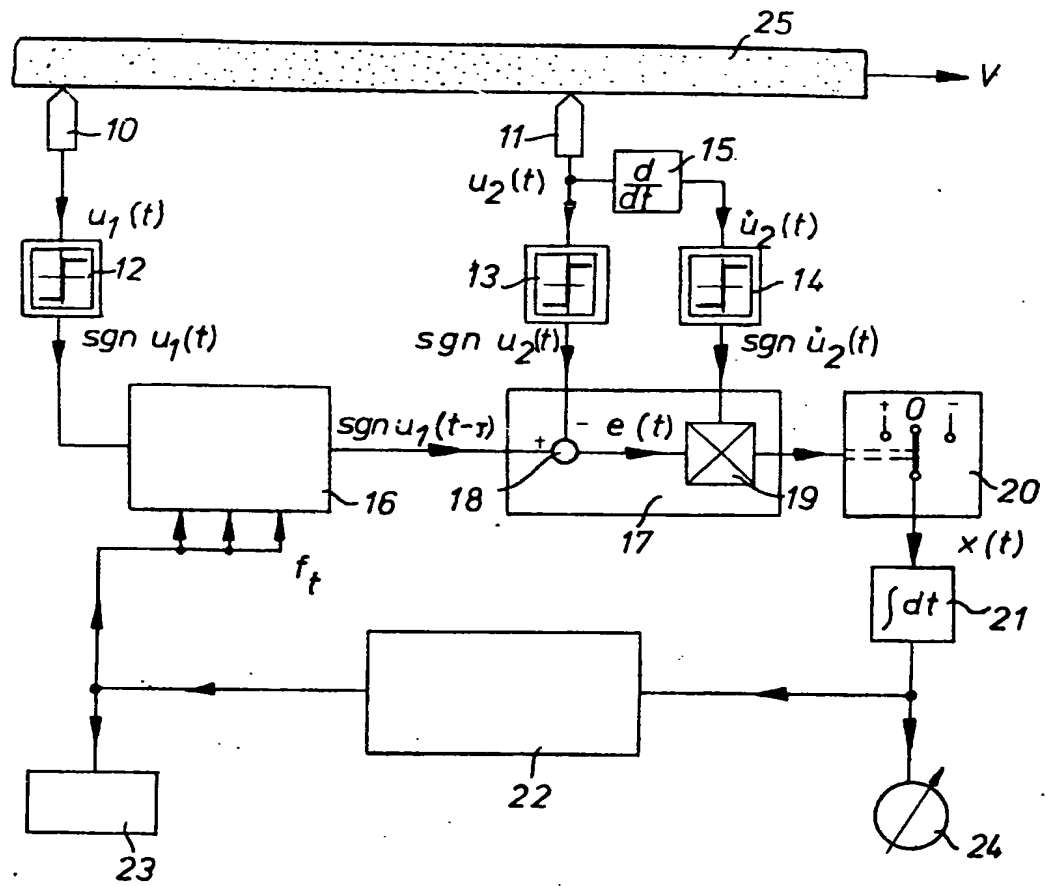 25
V
10
11
15
d
dt
u₂(t)
u₁(t)
u̇₂(t)
12
13
14
sgn u₁(t)
sgn u₂(t)
sgn u̇₂(t)
sgn u₁(t-τ)
+
-
e(t)
+ 0 -
16
18
19
20
17
fₜ
x(t)
∫dt
21
22
23
24